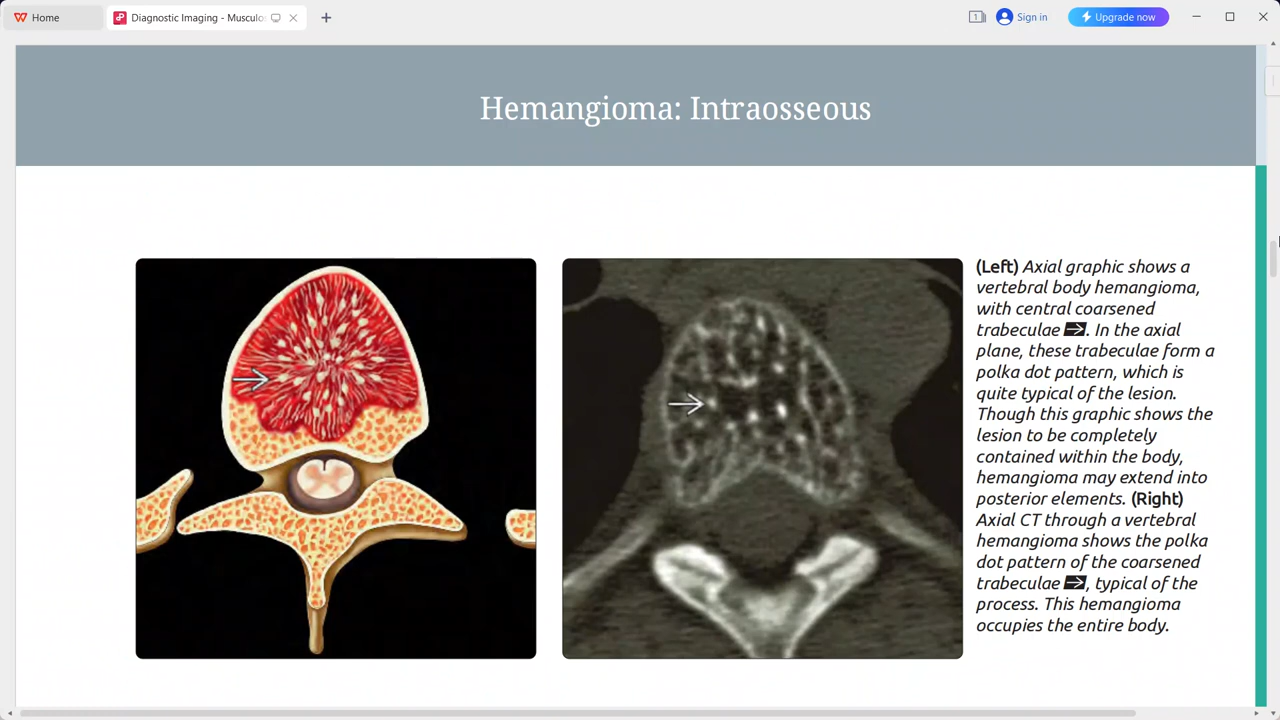 Home
Diagnostic Imaging - Musculos
1
Sign in
Upgrade now
Hemangioma: Intraosseous
(Left) Axial graphic shows a
vertebral body hemangioma,
with central coarsened
trabeculae ➡. In the axial
plane, these trabeculae form a
polka dot pattern, which is
quite typical of the lesion.
Though this graphic shows the
lesion to be completely
contained within the body,
hemangioma may extend into
posterior elements. (Right)
Axial CT through a vertebral
hemangioma shows the polka
dot pattern of the coarsened
trabeculae ➡, typical of the
process. This hemangioma
occupies the entire body.